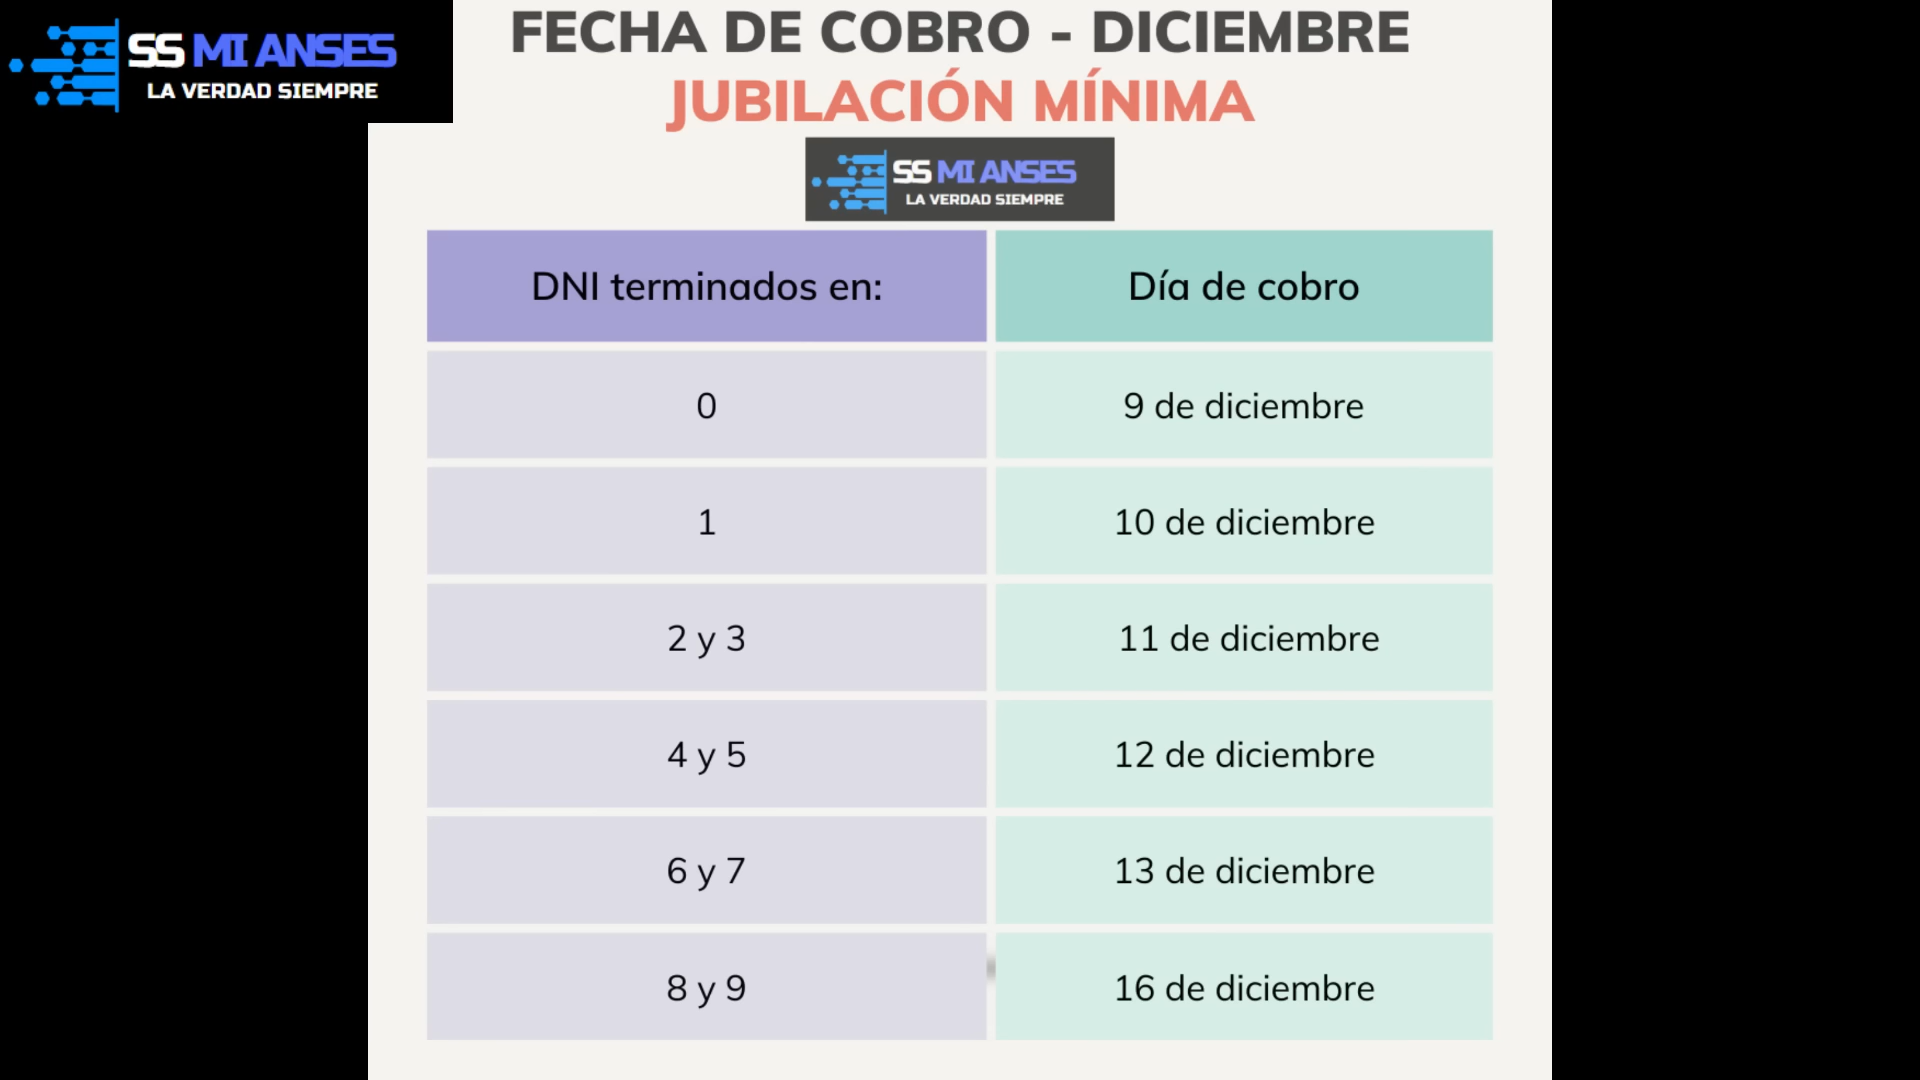 SS MI ANSES
LA VERDAD SIEMPRE
FECHA DE COBRO - DICIEMBRE
JUBILACIÓN MÍNIMA
SS MI ANSES
LA VERDAD SIEMPRE
DNI terminados en: Día de cobro
0 9 de diciembre
1 10 de diciembre
2 y 3 11 de diciembre
4 y 5 12 de diciembre
6 y 7 13 de diciembre
8 y 9 16 de diciembre